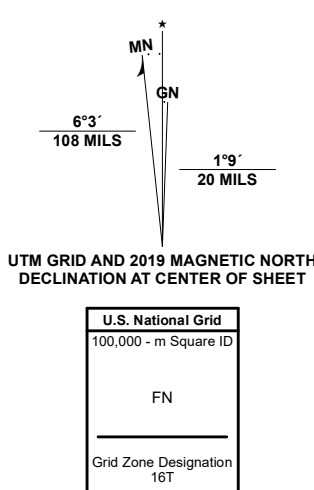 ★
MN
GN
6°3´
108 MILS
1°9´
20 MILS
UTM GRID AND 2019 MAGNETIC NORTH
DECLINATION AT CENTER OF SHEET
U.S. National Grid
100,000 - m Square ID
FN
Grid Zone Designation
16T